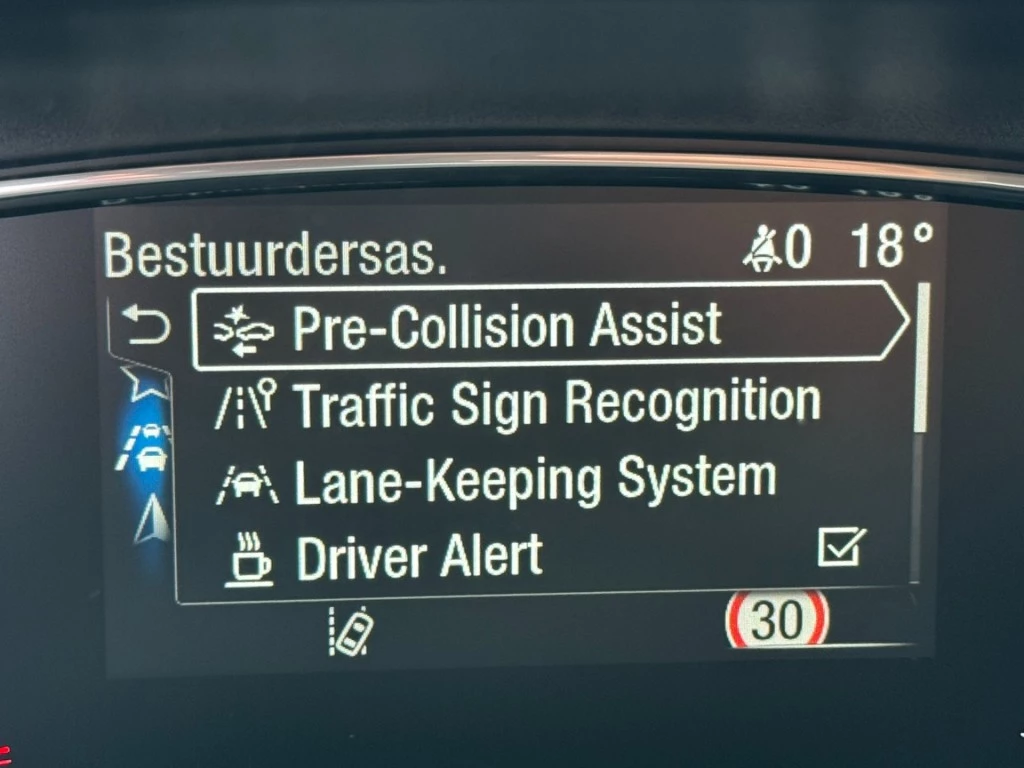 Bestuurdersas.
0 18°
Pre-Collision Assist
Traffic Sign Recognition
Lane-Keeping System
Driver Alert
30